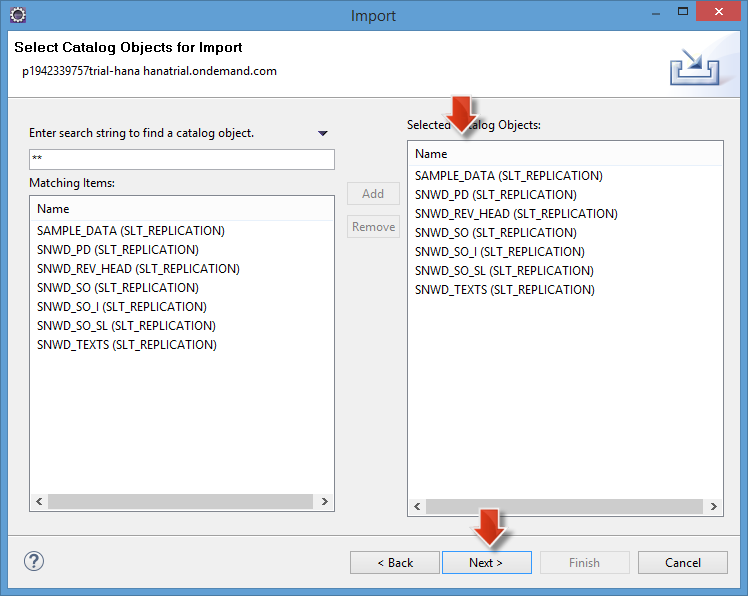 Import
Select Catalog Objects for Import
p1942339757trial-hana hanatrial.ondemand.com
Enter search string to find a catalog object.
**
Matching Items:
Name
SAMPLE_DATA (SLT_REPLICATION)
SNWD_PD (SLT_REPLICATION)
SNWD_REV_HEAD (SLT_REPLICATION)
SNWD_SO (SLT_REPLICATION)
SNWD_SO_I (SLT_REPLICATION)
SNWD_SO_SL (SLT_REPLICATION)
SNWD_TEXTS (SLT_REPLICATION)
Add
Remove
Selected Catalog Objects:
Name
SAMPLE_DATA (SLT_REPLICATION)
SNWD_PD (SLT_REPLICATION)
SNWD_REV_HEAD (SLT_REPLICATION)
SNWD_SO (SLT_REPLICATION)
SNWD_SO_I (SLT_REPLICATION)
SNWD_SO_SL (SLT_REPLICATION)
SNWD_TEXTS (SLT_REPLICATION)
?
< Back
Next >
Finish
Cancel